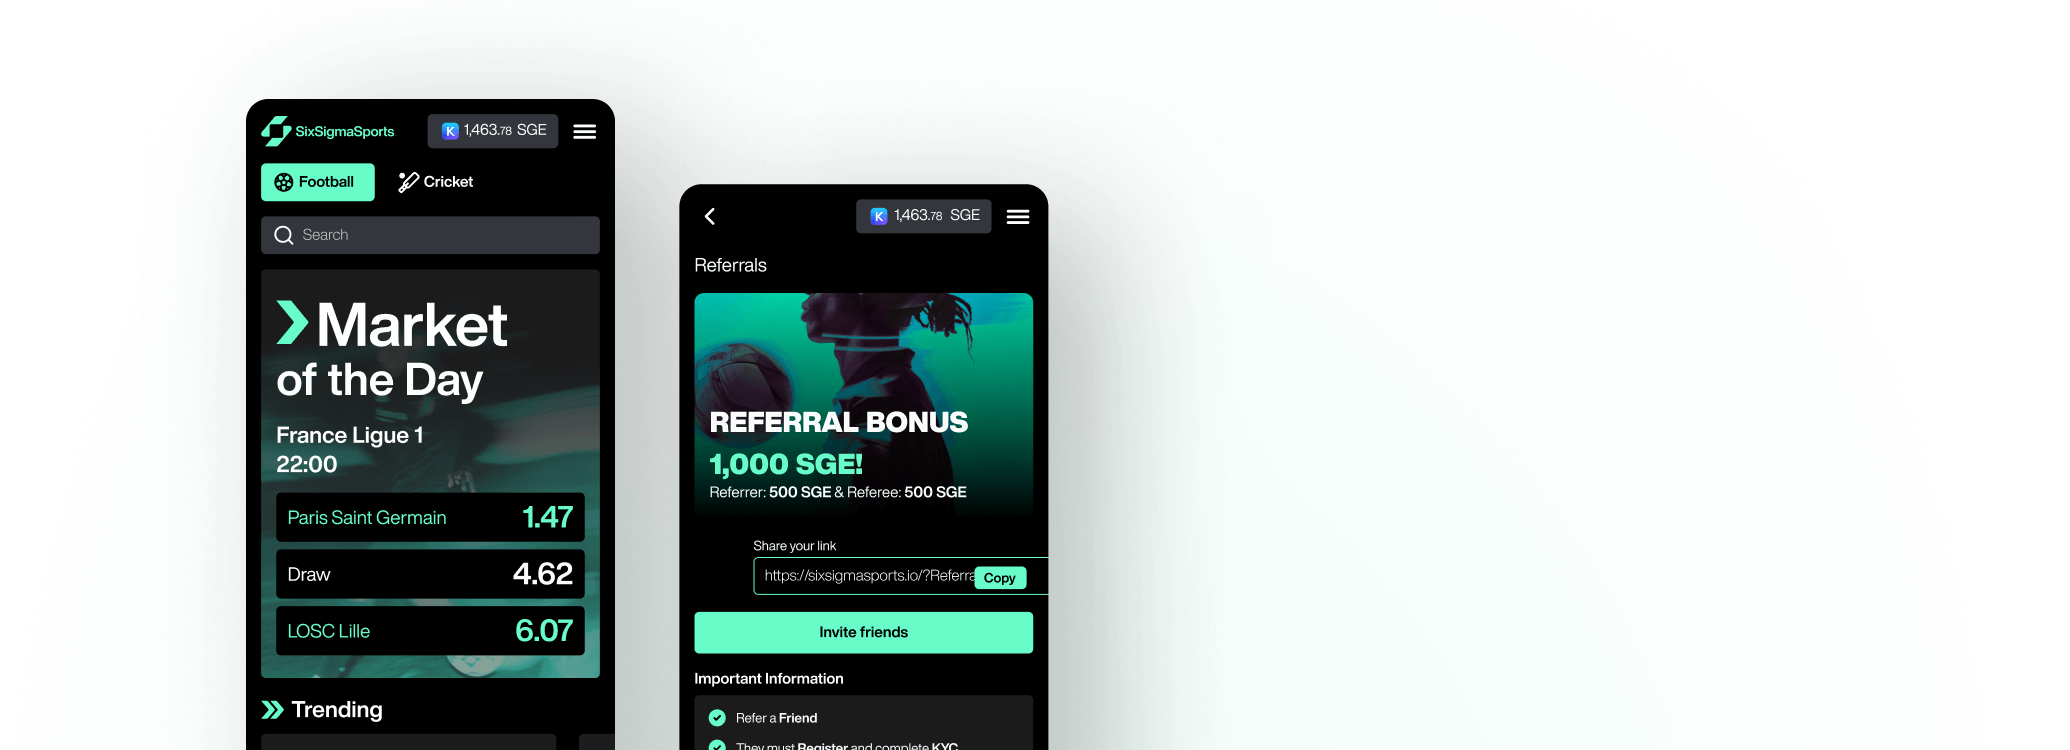 SixSigmaSports
K 1,463.78 SGE
Football
Cricket
Search
Market
of the Day
France Ligue 1
22:00
Paris Saint Germain 1.47
Draw 4.62
LOSC Lille 6.07
Trending
K 1,463.78 SGE
Referrals
REFERRAL BONUS
1,000 SGE!
Referrer: 500 SGE & Referee: 500 SGE
Share your link
https://sixsigmasports.io/?Referra
Copy
Invite friends
Important Information
Refer a Friend
They must Register and complete KYC